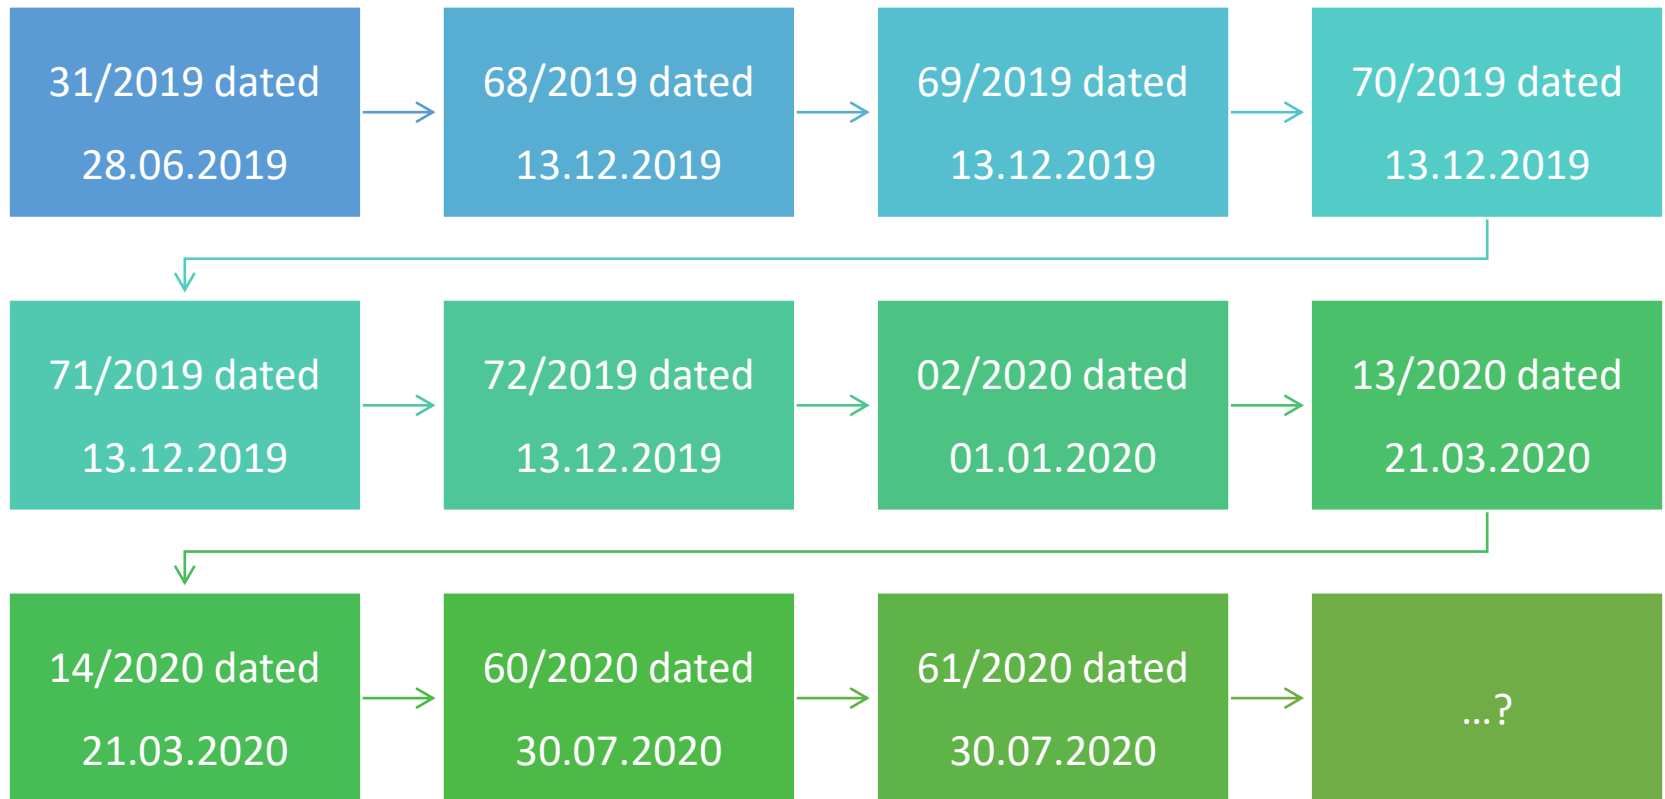 31/2019 dated
28.06.2019
68/2019 dated
13.12.2019
69/2019 dated
13.12.2019
70/2019 dated
13.12.2019
71/2019 dated
13.12.2019
72/2019 dated
13.12.2019
02/2020 dated
01.01.2020
13/2020 dated
21.03.2020
14/2020 dated
21.03.2020
60/2020 dated
30.07.2020
61/2020 dated
30.07.2020
...?